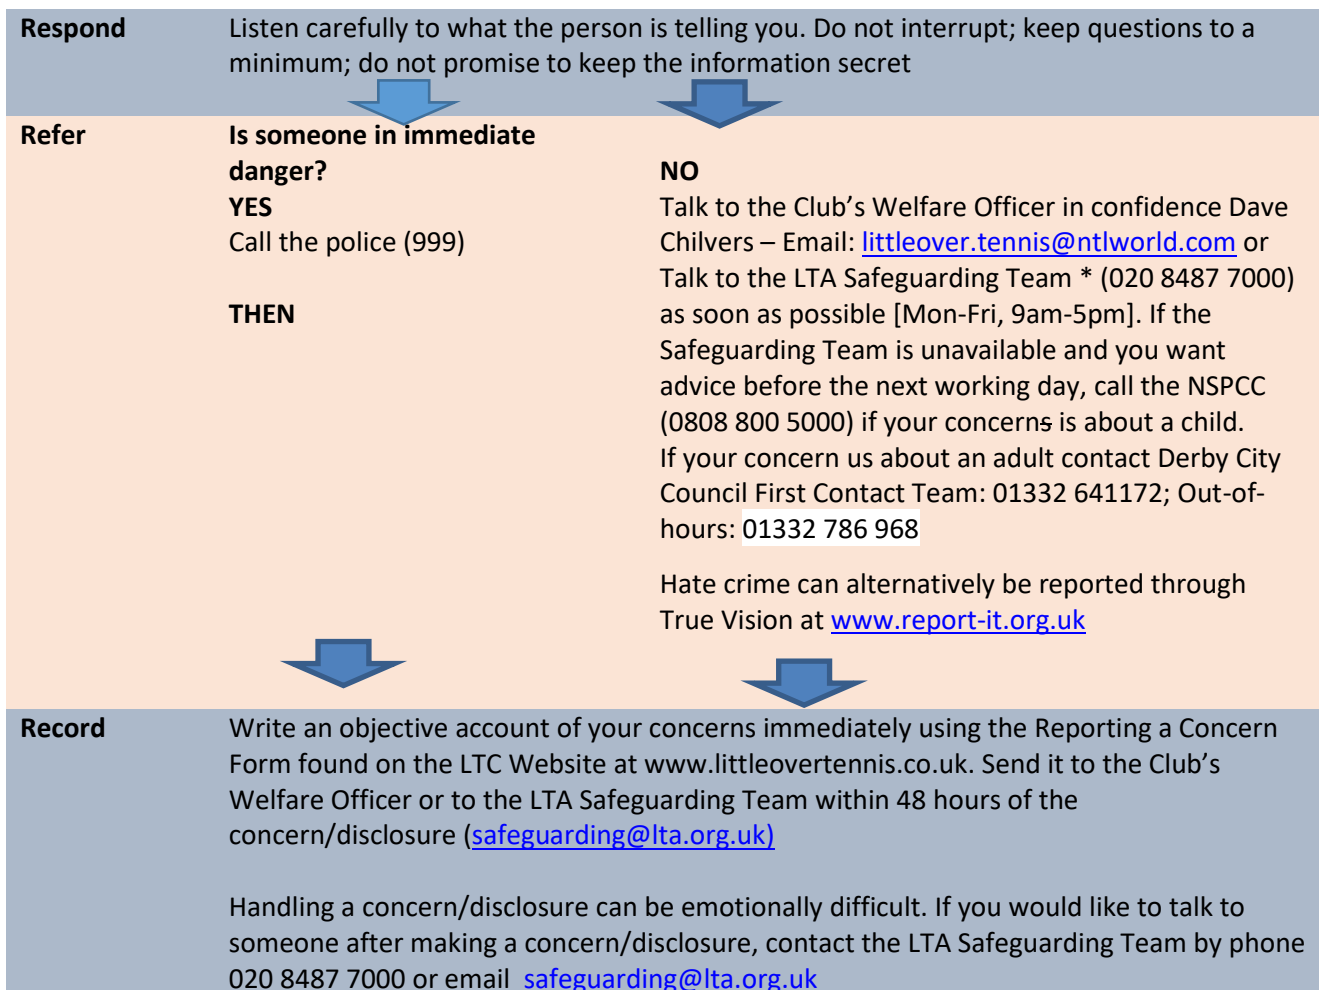 Respond
Listen carefully to what the person is telling you. Do not interrupt; keep questions to a
minimum; do not promise to keep the information secret
Refer
Is someone in immediate
danger?
YES
Call the police (999)
THEN
NO
Talk to the Club’s Welfare Officer in confidence Dave
Chilvers – Email: littleover.tennis@ntlworld.com or
Talk to the LTA Safeguarding Team * (020 8487 7000)
as soon as possible [Mon-Fri, 9am-5pm]. If the
Safeguarding Team is unavailable and you want
advice before the next working day, call the NSPCC
(0808 800 5000) if your concerns is about a child.
If your concern us about an adult contact Derby City
Council First Contact Team: 01332 641172; Out-of-
hours: 01332 786 968
Hate crime can alternatively be reported through
True Vision at www.report-it.org.uk
Record
Write an objective account of your concerns immediately using the Reporting a Concern
Form found on the LTC Website at www.littleovertennis.co.uk. Send it to the Club’s
Welfare Officer or to the LTA Safeguarding Team within 48 hours of the
concern/disclosure (safeguarding@lta.org.uk)
Handling a concern/disclosure can be emotionally difficult. If you would like to talk to
someone after making a concern/disclosure, contact the LTA Safeguarding Team by phone
020 8487 7000 or email safeguarding@lta.org.uk